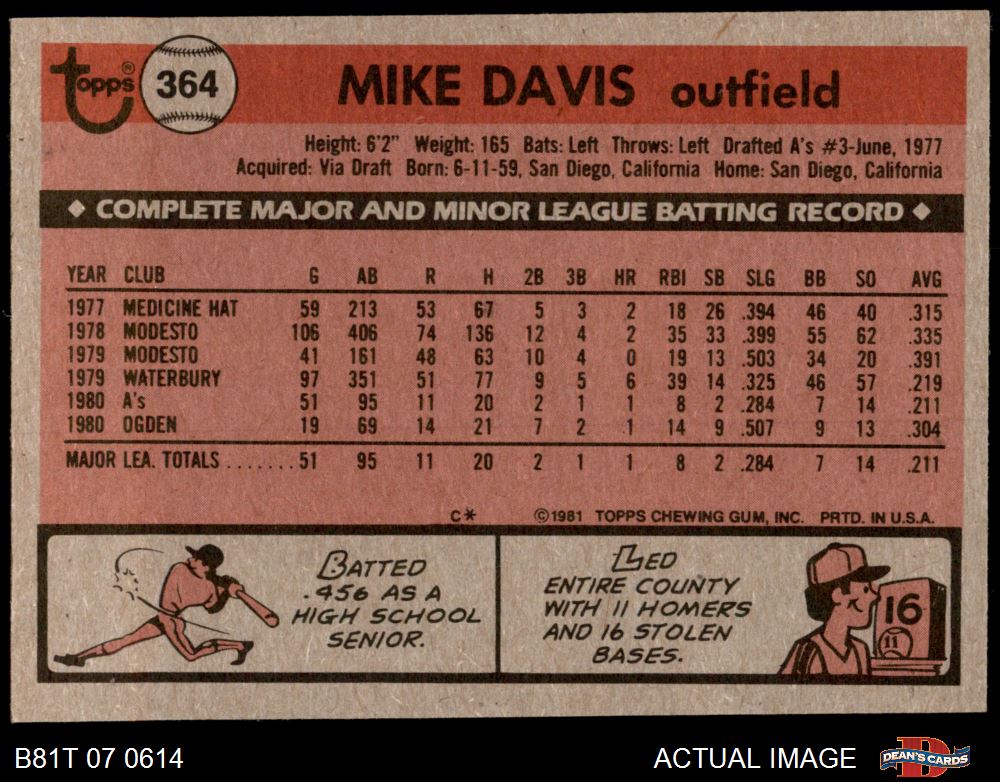 Topps® 364 MIKE DAVIS outfield
Height: 6'2" Weight: 165 Bats: Left Throws: Left Drafted A's #3-June, 1977
Acquired: Via Draft Born: 6-11-59, San Diego, California Home: San Diego, California
◆ COMPLETE MAJOR AND MINOR LEAGUE BATTING RECORD ◆
YEAR CLUB G AB R H 2B 3B HR RBI SB SLG BB SO AVG
1977 MEDICINE HAT 59 213 53 67 5 3 2 18 26 .394 46 40 .315
1978 MODESTO 106 406 74 136 12 4 2 35 33 .399 55 62 .335
1979 MODESTO 41 161 48 63 10 4 0 19 13 .503 34 20 .391
1979 WATERBURY 97 351 51 77 9 5 6 39 14 .325 46 57 .219
1980 A's 51 95 11 20 2 1 1 8 2 .284 7 14 .211
1980 OGDEN 19 69 14 21 7 2 1 14 9 .507 9 13 .304
MAJOR LEA. TOTALS .......51 95 11 20 2 1 1 8 2 .284 7 14 .211
C* ©1981 TOPPS CHEWING GUM, INC. PRTD. IN U.S.A.
BATTED
.456 AS A
HIGH SCHOOL
SENIOR.
LED
ENTIRE COUNTY
WITH 11 HOMERS
AND 16 STOLEN
BASES.
16
11
B81T 07 0614 ACTUAL IMAGE DEAN'S CARDS